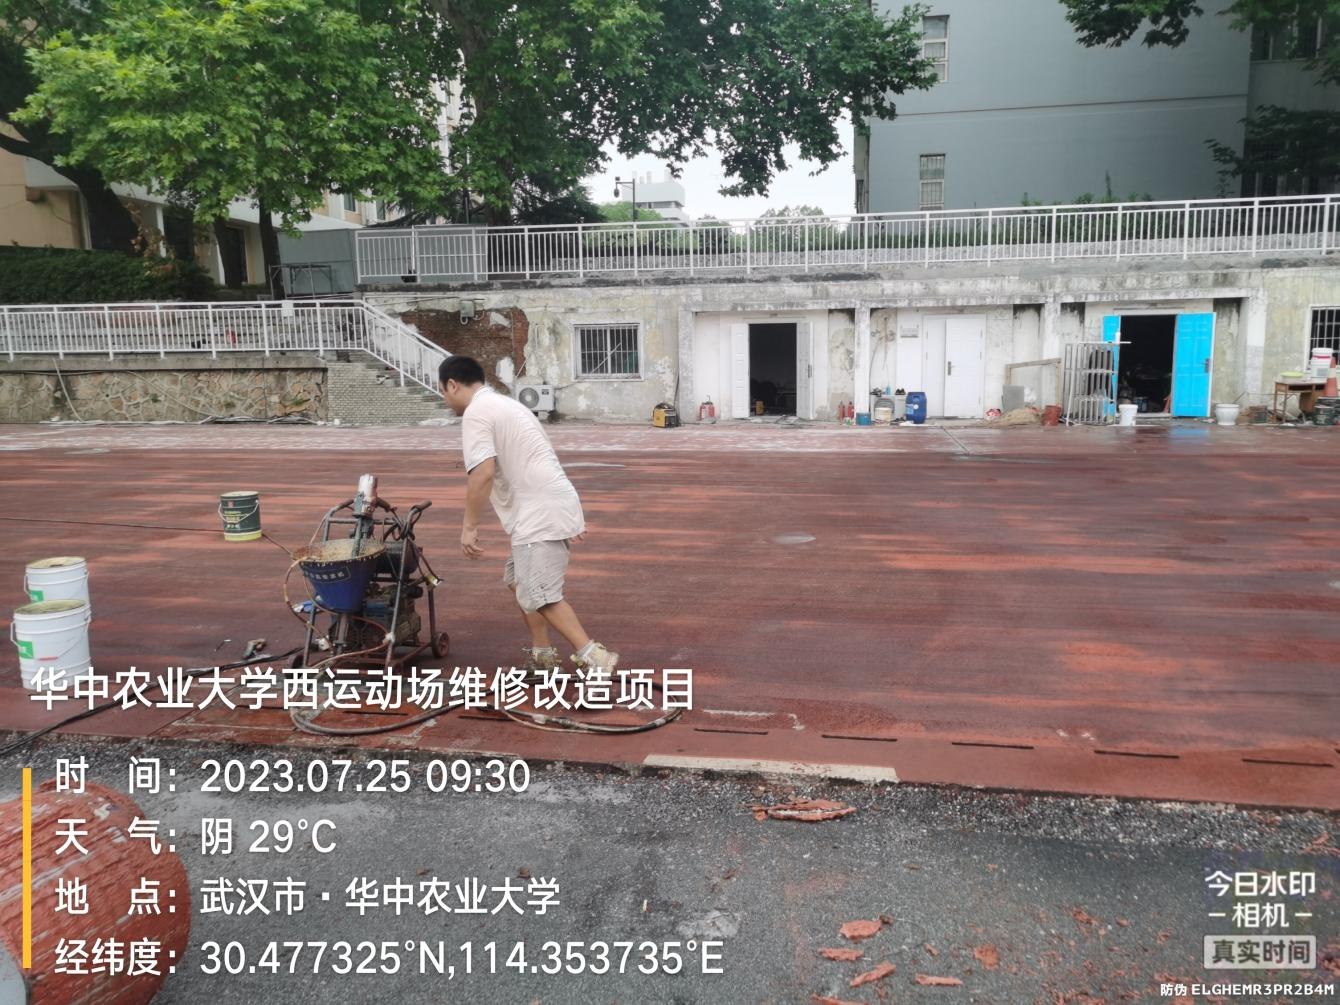 华中农业大学西运动场维修改造项目
时 间：2023.07.25 09:30
天 气：阴 29°C
地 点：武汉市·华中农业大学
经纬度：30.477325°N,114.353735°E
今日水印
-相机-
真实时间
防伪 ELGHEMR3PR2B4M